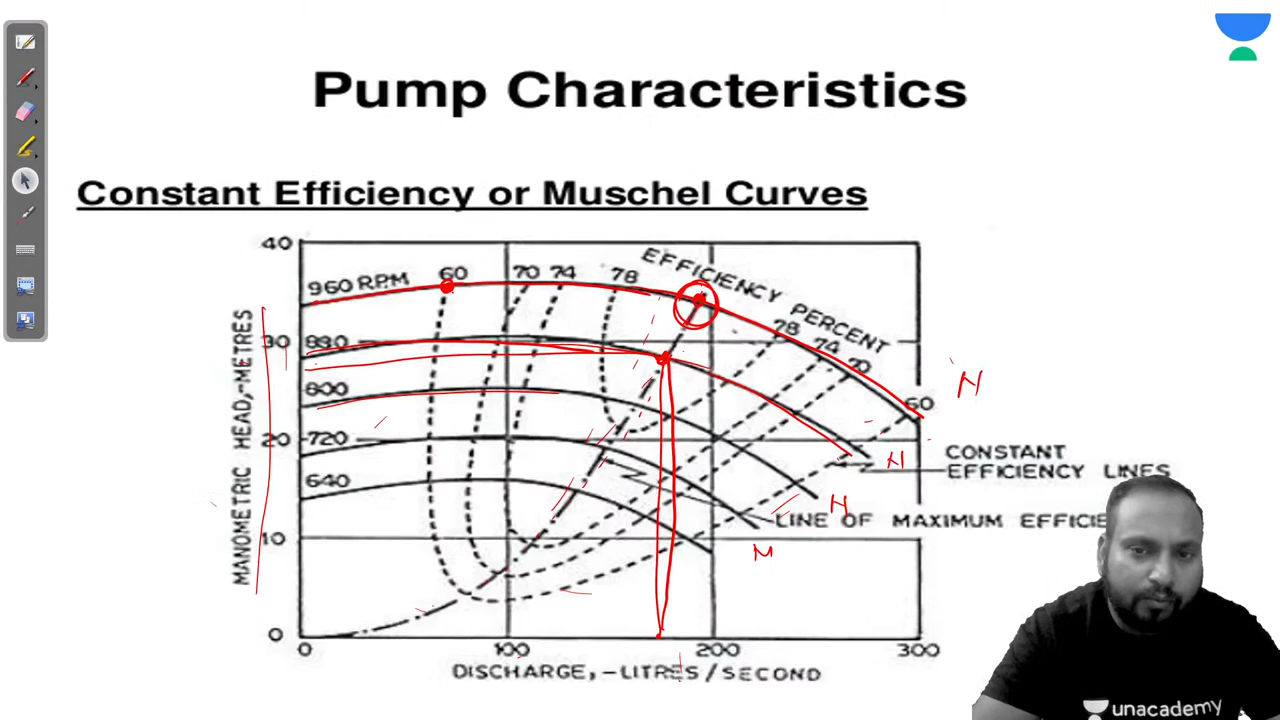 Pump Characteristics
Constant Efficiency or Muschel Curves
40
EFFICIENCY PERCENT
960 RPM 60 70 74 78
30 880 78 74 70
600 60 N
20 720 N CONSTANT
EFFICIENCY LINES
640 N
LINE OF MAXIMUM EFFICIE
10
0
0 100 200 300
DISCHARGE,-LITRES/SECOND
MANOMETRIC HEAD,-METRES
unacademy